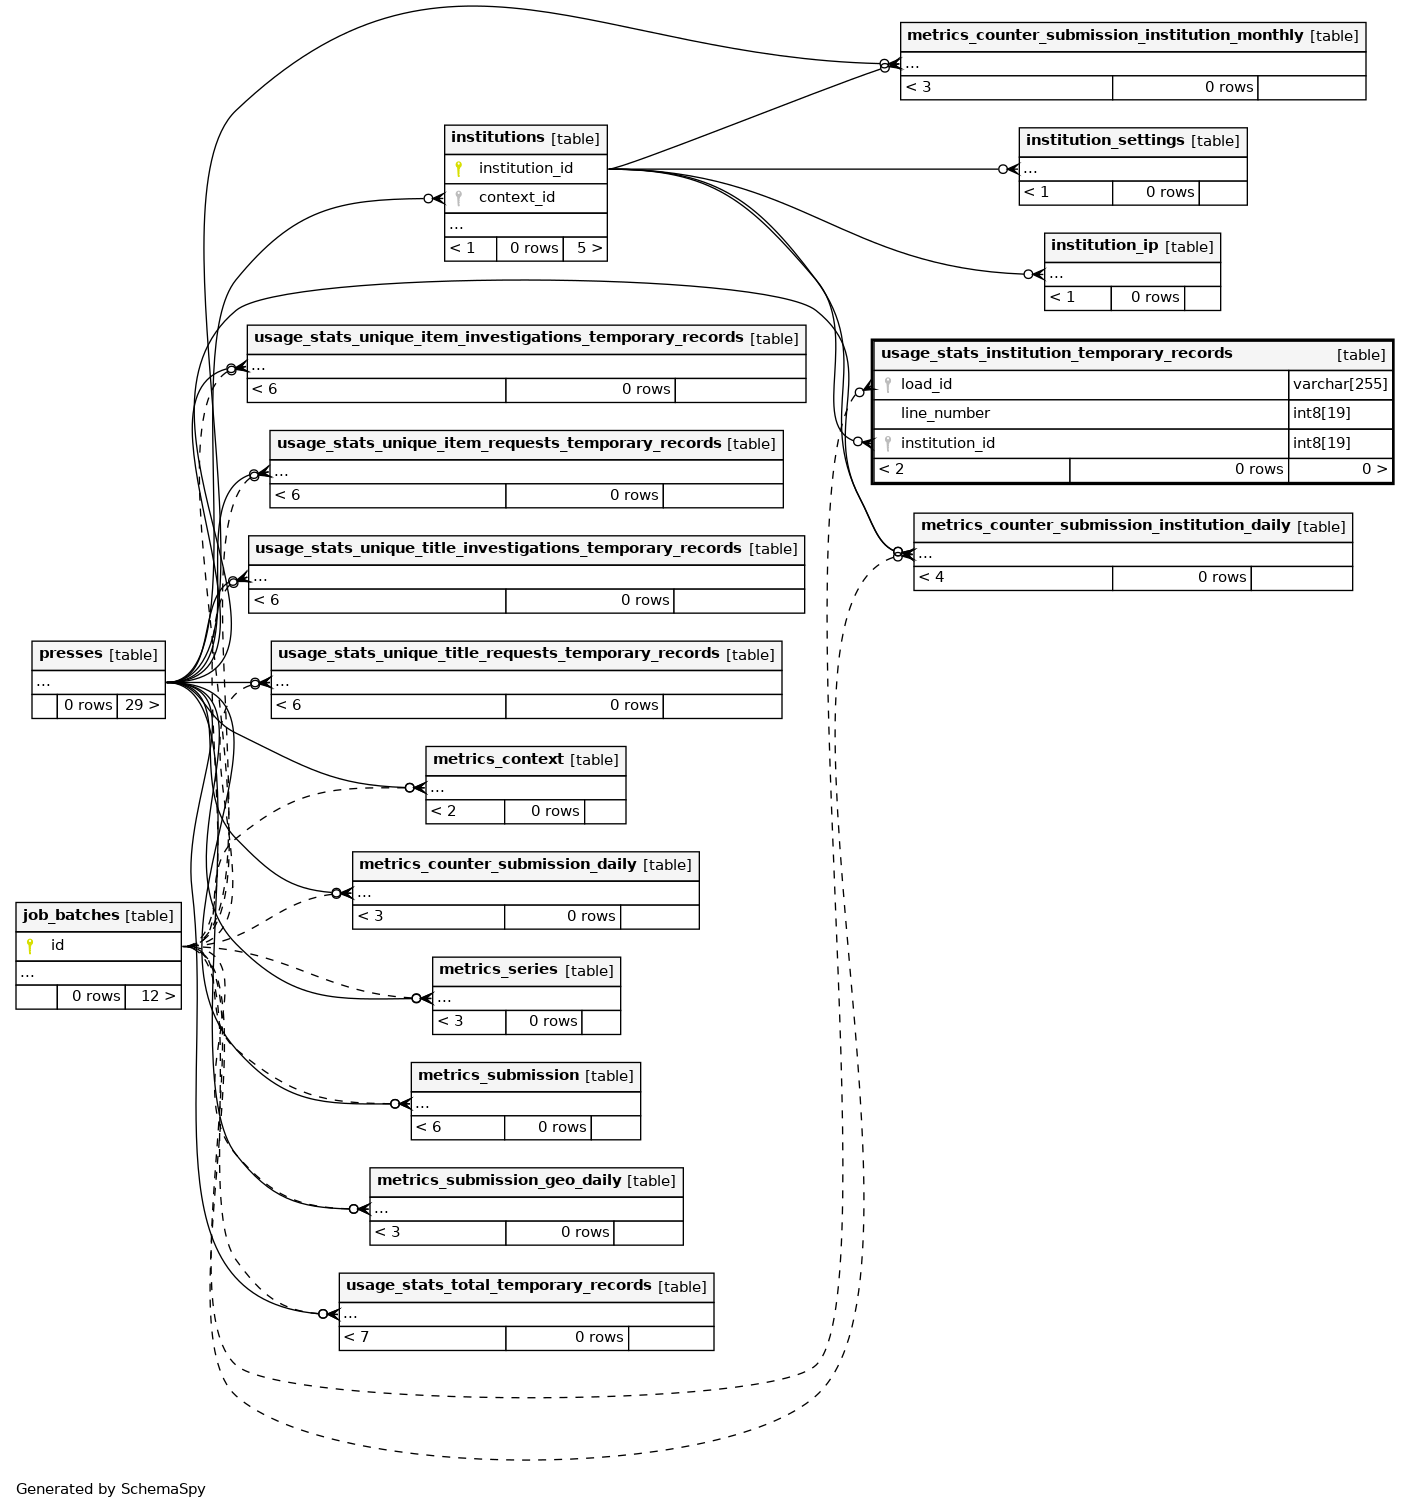 metrics_counter_submission_institution_monthly [table]
...
< 3 0 rows
institutions [table]
institution_id
context_id
...
< 1 0 rows 5 >
institution_settings [table]
...
< 1 0 rows
institution_ip [table]
...
< 1 0 rows
usage_stats_unique_item_investigations_temporary_records [table]
...
< 6 0 rows
usage_stats_institution_temporary_records [table]
load_id varchar[255]
line_number int8[19]
institution_id int8[19]
< 2 0 rows 0 >
usage_stats_unique_item_requests_temporary_records [table]
...
< 6 0 rows
metrics_counter_submission_institution_daily [table]
...
< 4 0 rows
usage_stats_unique_title_investigations_temporary_records [table]
...
< 6 0 rows
presses [table]
...
0 rows 29 >
usage_stats_unique_title_requests_temporary_records [table]
...
< 6 0 rows
metrics_context [table]
...
< 2 0 rows
metrics_counter_submission_daily [table]
...
< 3 0 rows
job_batches [table]
id
...
0 rows 12 >
metrics_series [table]
...
< 3 0 rows
metrics_submission [table]
...
< 6 0 rows
metrics_submission_geo_daily [table]
...
< 3 0 rows
usage_stats_total_temporary_records [table]
...
< 7 0 rows
Generated by SchemaSpy